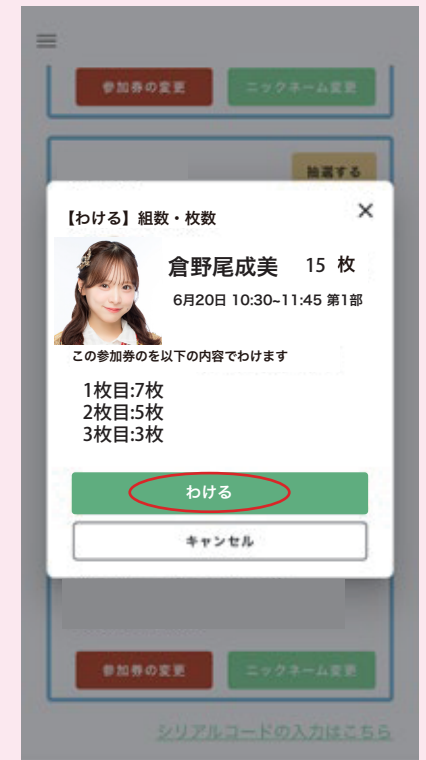 参加券の変更
ニックネーム変更
抽選する
【わける】組数・枚数
×
倉野尾成美 15 枚
6月20日 10:30~11:45 第1部
この参加券のを以下の内容でわけます
1枚目:7枚
2枚目:5枚
3枚目:3枚
わける
キャンセル
参加券の変更
ニックネーム変更
シリアルコードの入力はこちら